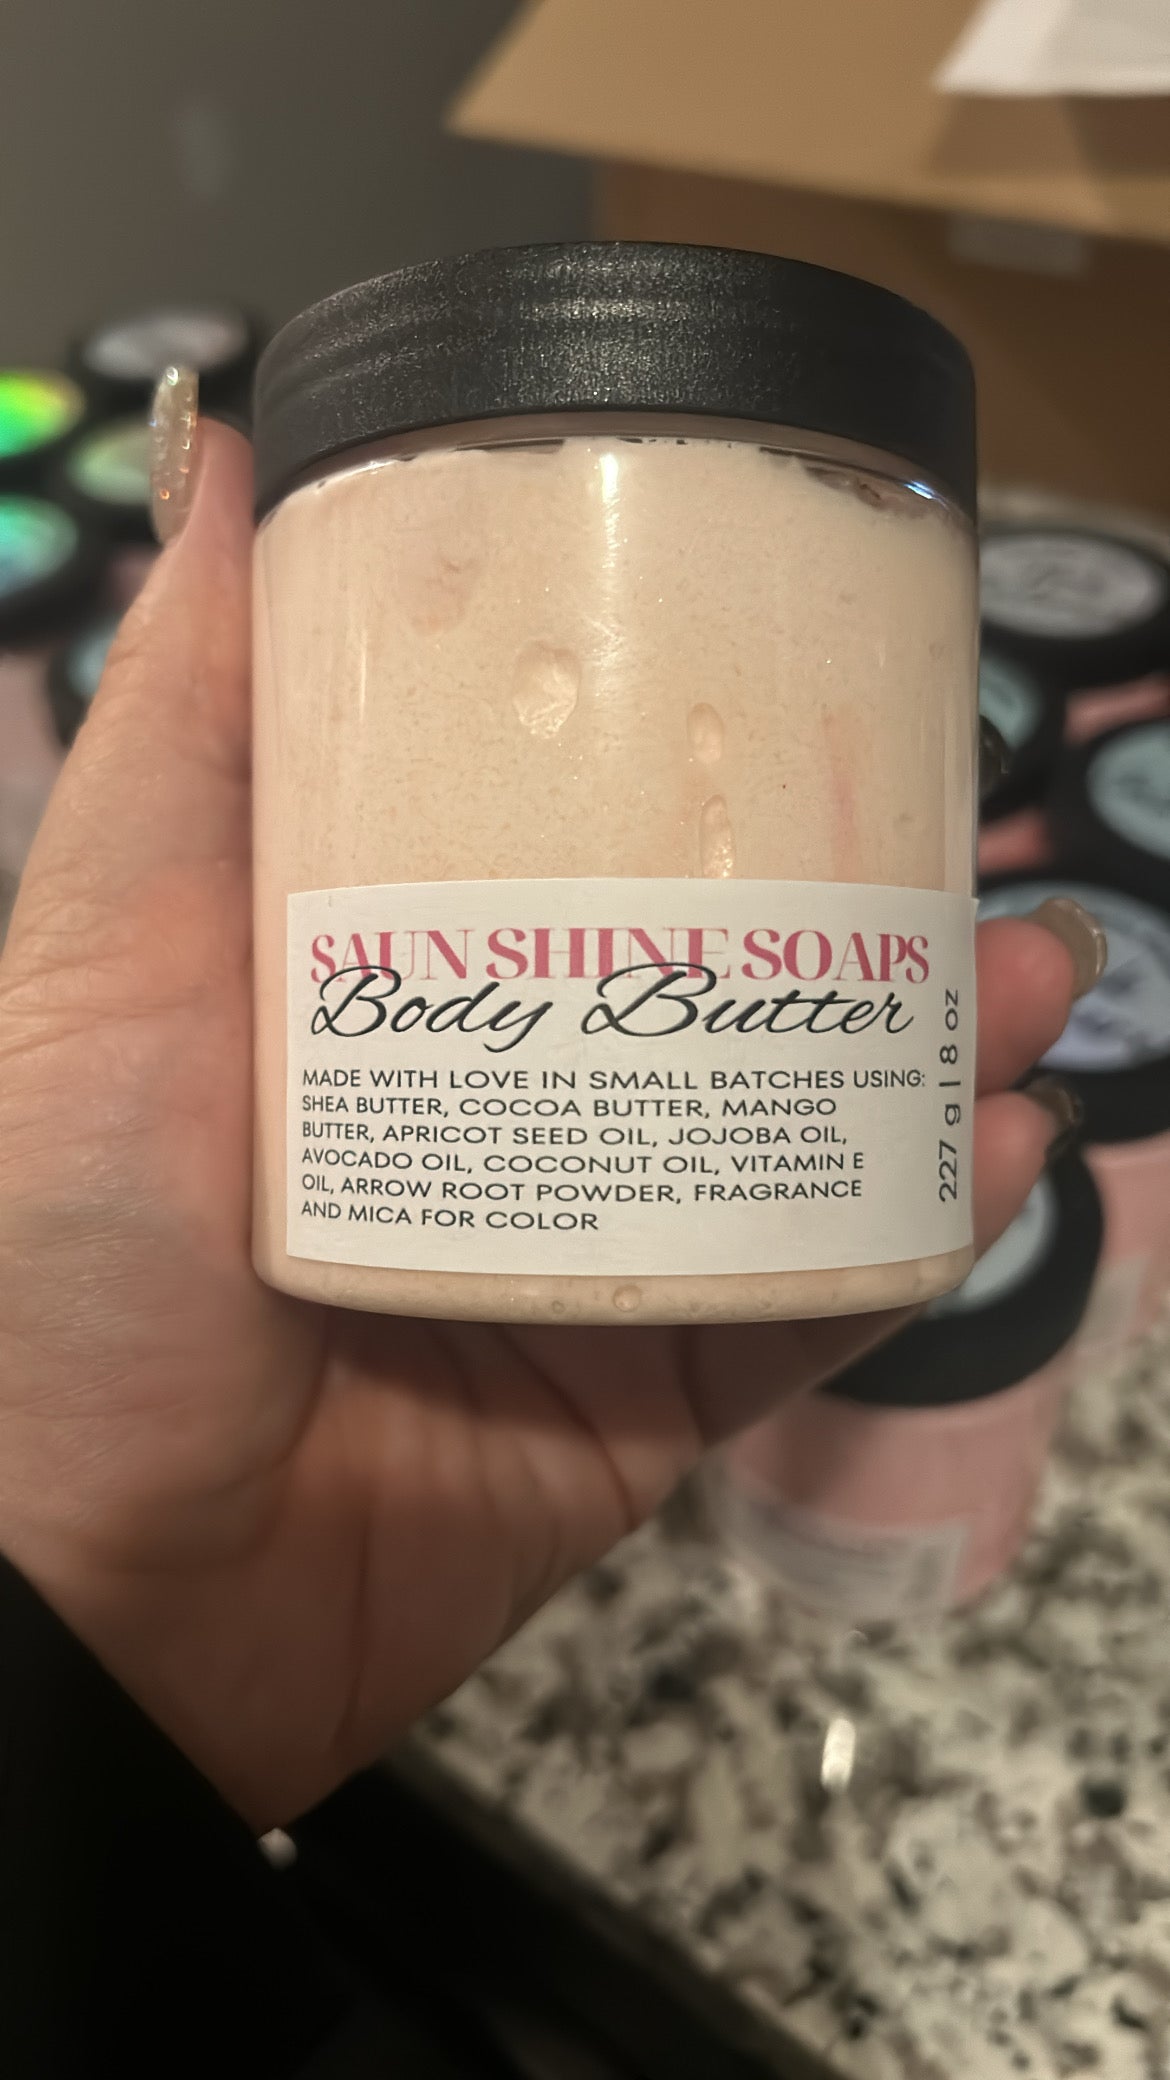 SAUN SHINE SOAPS
Body Butter
MADE WITH LOVE IN SMALL BATCHES USING:
SHEA BUTTER, COCOA BUTTER, MANGO
BUTTER, APRICOT SEED OIL, JOJOBA OIL,
AVOCADO OIL, COCONUT OIL, VITAMIN E
OIL, ARROW ROOT POWDER, FRAGRANCE
AND MICA FOR COLOR
227 g | 8 oz